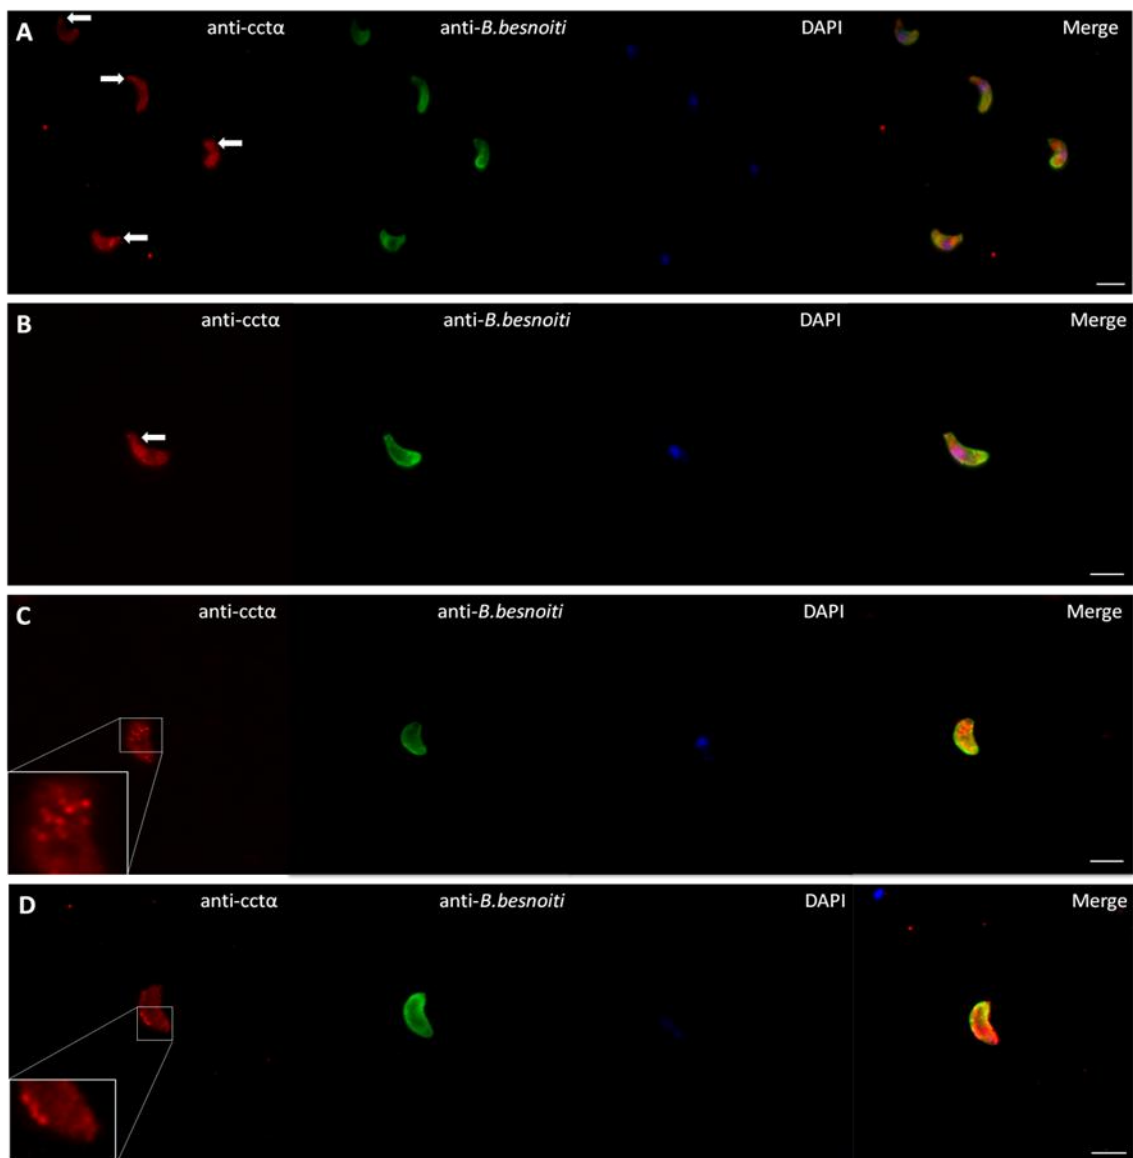 A anti-cctα anti-B.besnoiti DAPI Merge
B anti-cctα anti-B.besnoiti DAPI Merge
C anti-cctα anti-B.besnoiti DAPI Merge
D anti-cctα anti-B.besnoiti DAPI Merge